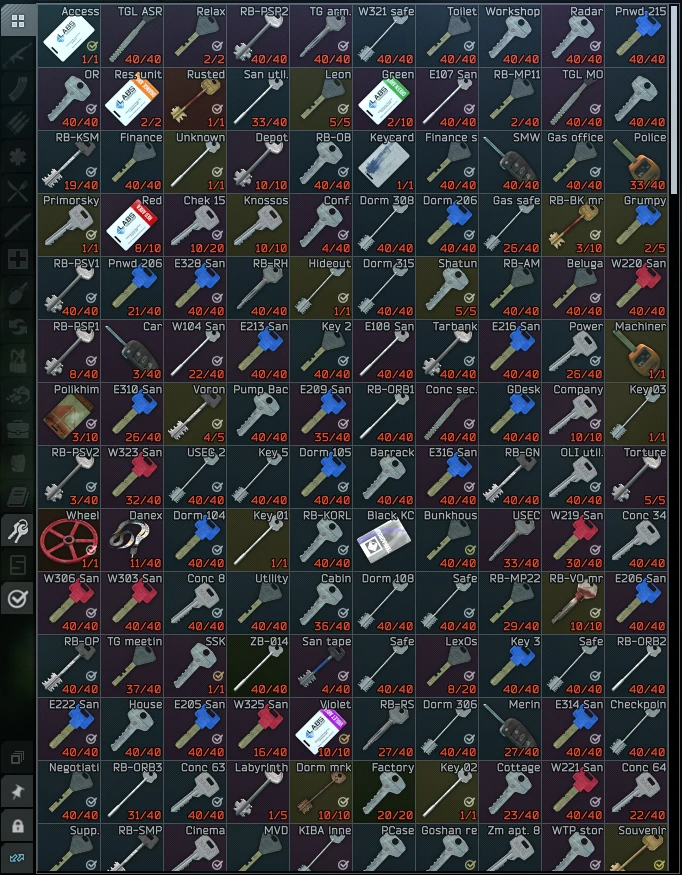 Access TGL ASR Relax RB-PSP2 TG arm. W321 safe Toilet Workshop Radar Pnwd 215
1/1 40/40 2/2 40/40 40/40 40/40 40/40 40/40 40/40 40/40
OR Res. unit Rusted San util. Leon Green E107 San RB-MP11 TGL MO
40/40 2/2 1/1 33/40 5/5 2/10 40/40 2/40 40/40 40/40
RB-KSM Finance Unknown Depot RB-OB Keycard Finance s SMW Gas office Police
19/40 40/40 1/1 10/10 40/40 1/1 40/40 40/40 40/40 33/40
Primorsky Red Chek 15 Knossos Conf. Dorm 308 Dorm 206 Gas safe RB-BK mr Grumpy
1/1 8/10 10/20 10/10 4/40 40/40 40/40 26/40 3/10 2/5
RB-PSV1 Pnwd 206 E328 San RB-RH Hideout Dorm 315 Shatun RB-AM Beluga W220 San
40/40 21/40 40/40 40/40 1/1 40/40 5/5 40/40 40/40 40/40
RB-PSP1 Car W104 San E213 San Key 2 E108 San Tarbank E216 San Power Machiner
8/40 3/40 22/40 40/40 40/40 40/40 40/40 40/40 26/40 1/1
Polikhim E310 San Voron Pump Bac E209 San RB-ORB1 Conc sec. GDesk Company Key 03
3/10 26/40 4/5 40/40 35/40 40/40 40/40 40/40 10/10 1/1
RB-PSV2 W323 San USEC 2 Key 5 Dorm 105 Barrack E316 San RB-GN OLI util. Torture
3/40 32/40 40/40 40/40 40/40 40/40 40/40 40/40 40/40 5/5
Wheel Danex Dorm 104 Key 01 RB-KORL Black KC Bunkhous USEC W219 San Conc 34
1/1 11/40 40/40 1/1 40/40 40/40 33/40 30/40 40/40
W306 San W303 San Conc 8 Utility Cabin Dorm 108 Safe RB-MP22 RB-VO mr E206 San
40/40 40/40 40/40 40/40 36/40 40/40 40/40 29/40 10/10 40/40
RB-OP TG meetin SSK ZB-014 San tape Safe LexOs Key 3 Safe RB-ORB2
40/40 37/40 1/1 40/40 4/40 40/40 8/20 40/40 40/40 40/40
E222 San House E205 San W325 San Violet RB-RS Dorm 306 Merin E314 San Checkpoin
40/40 40/40 40/40 16/40 10/10 27/40 40/40 27/40 40/40 40/40
Negotiati RB-ORB3 Conc 63 Labyrinth Dorm mrk Factory Key 02 Cottage W221 San Conc 64
40/40 31/40 40/40 1/5 10/10 20/20 1/1 23/40 40/40 22/40
Supp. RB-SMP Cinema MVD KIBA Inne PCase Goshan re Zm apt. 8 WTP stor Souvenir